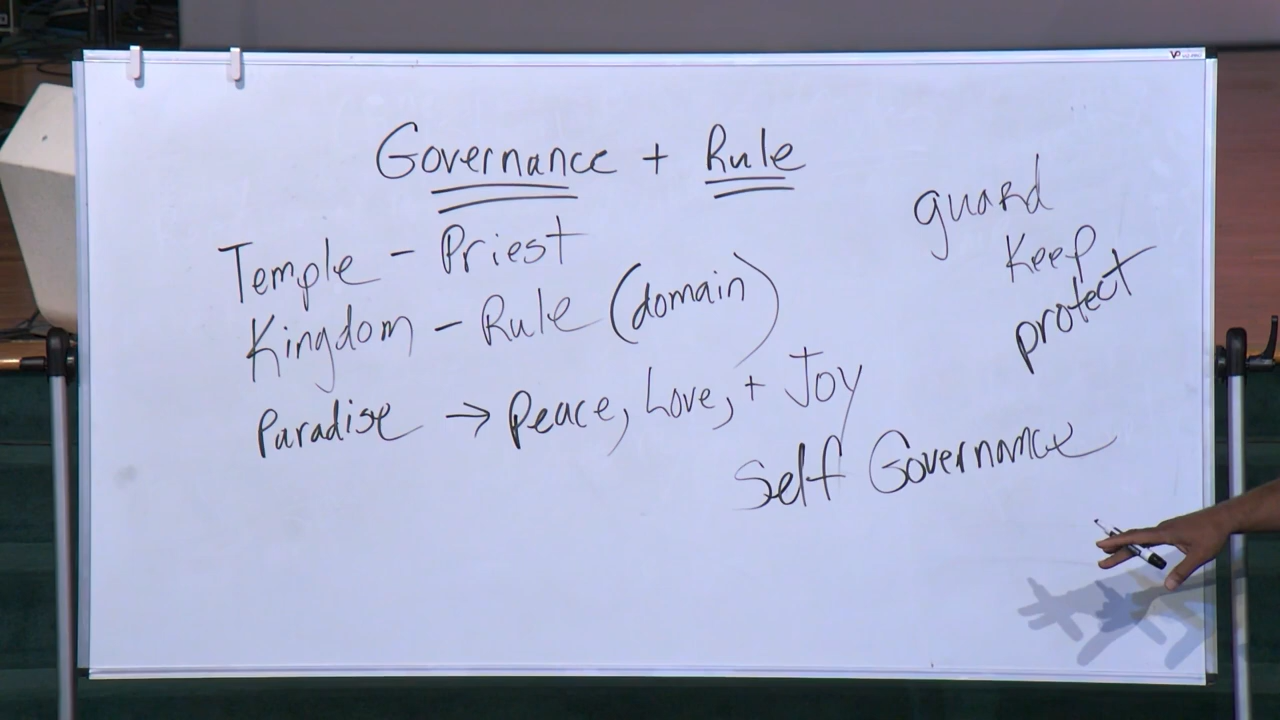 Governance + Rule
Temple - Priest
Kingdom - Rule (domain)
Paradise → Peace, Love, + Joy
Self Governance
guard
Keep
protect